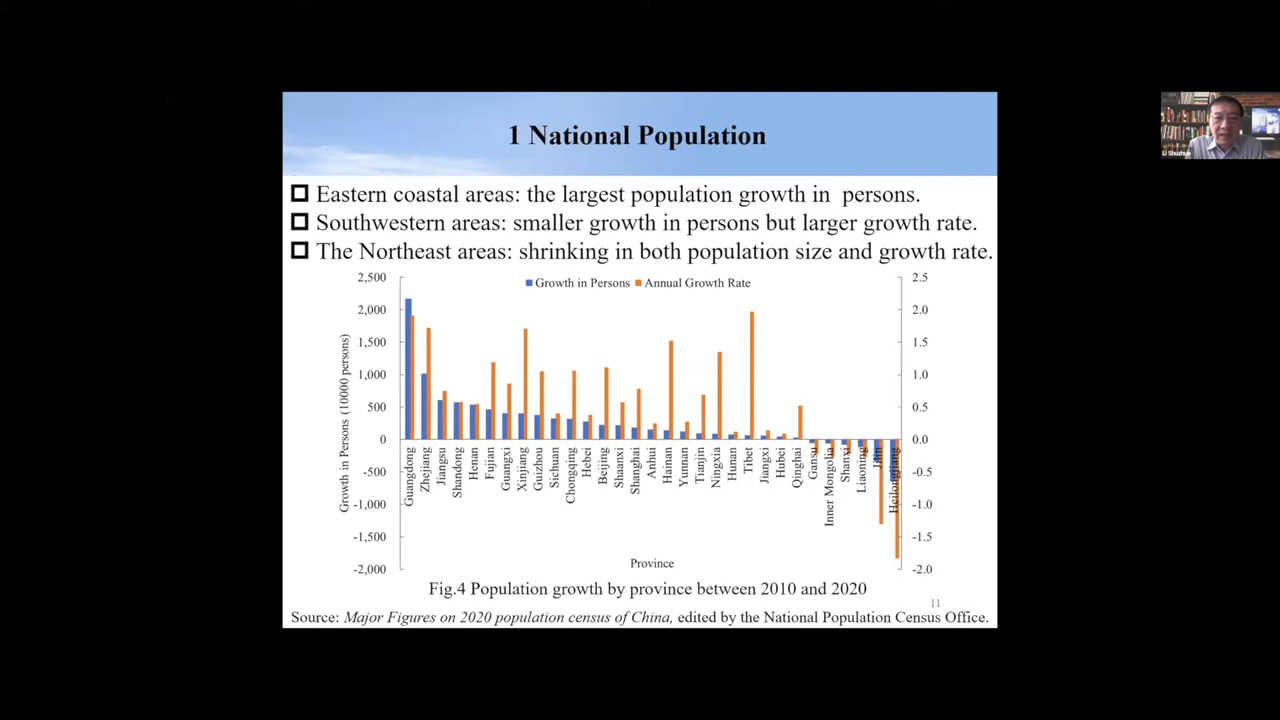 1 National Population
Eastern coastal areas: the largest population growth in persons.
Southwestern areas: smaller growth in persons but larger growth rate.
The Northeast areas: shrinking in both population size and growth rate.
Growth in Persons
Annual Growth Rate
Growth in Persons (10000 persons)
2,500
2,000
1,500
1,000
500
0
-500
-1,000
-1,500
-2,000
2.5
2.0
1.5
1.0
0.5
0.0
-0.5
-1.0
-1.5
-2.0
Guangdong
Zhejiang
Jiangsu
Shandong
Henan
Fujian
Guangxi
Xinjiang
Guizhou
Sichuan
Chongqing
Hebei
Beijing
Shaanxi
Shanghai
Anhui
Hainan
Yunnan
Tianjin
Ningxia
Hunan
Tibet
Jiangxi
Hubei
Qinghai
Gansu
Inner Mongolia
Shanxi
Liaoning
Jilin
Heilongjiang
Province
Fig.4 Population growth by province between 2010 and 2020
11
Source: Major Figures on 2020 population census of China, edited by the National Population Census Office.
Li Shuzhuo